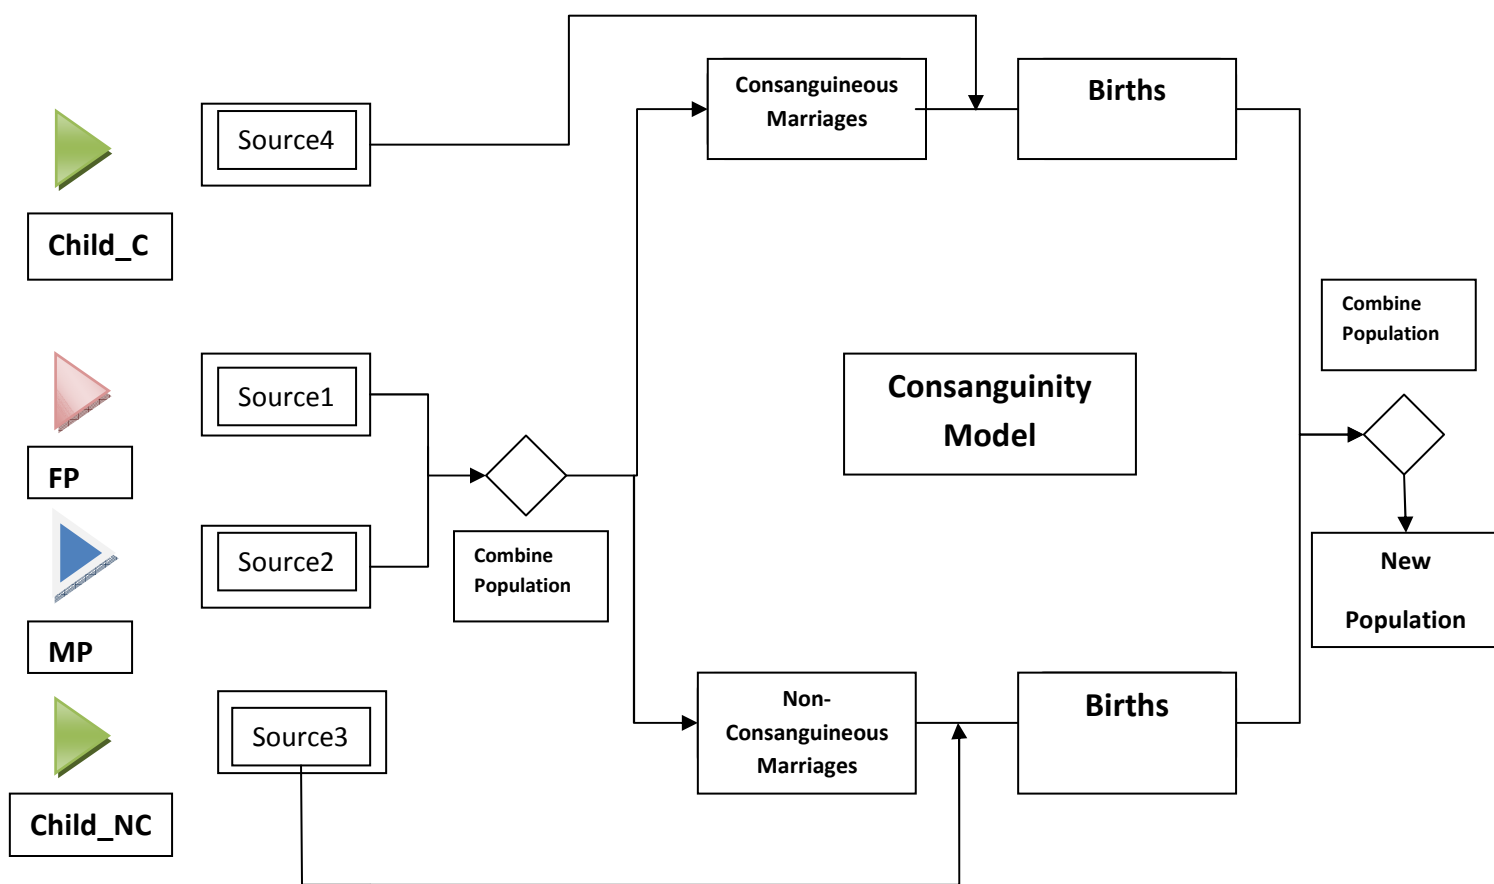 Source4
Consanguineous
Marriages
Births
Child_C
Combine
Population
Source1
Consanguinity
Model
FP
Source2
Combine
Population
New
Population
MP
Source3
Non-
Consanguineous
Marriages
Births
Child_NC